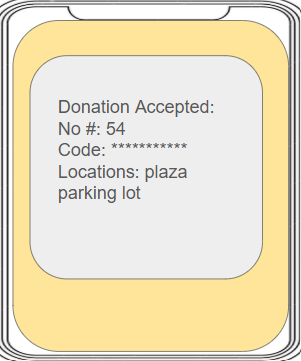 Donation Accepted:
No #: 54
Code: ***********
Locations: plaza
parking lot